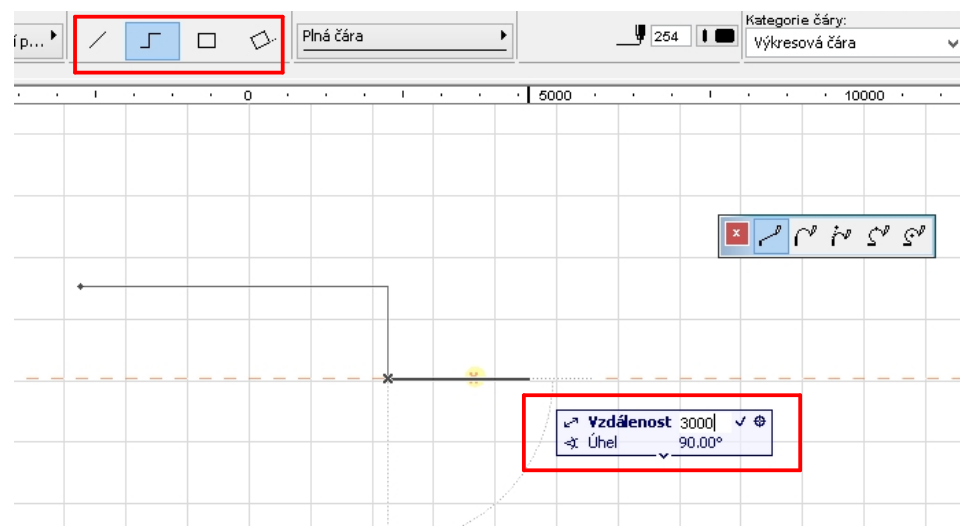 Kategorie čáry:
í p...
Plná čára
254
Výkresová čára
0
5000
10000
Vzdálenost 3000
Úhel 90.00°